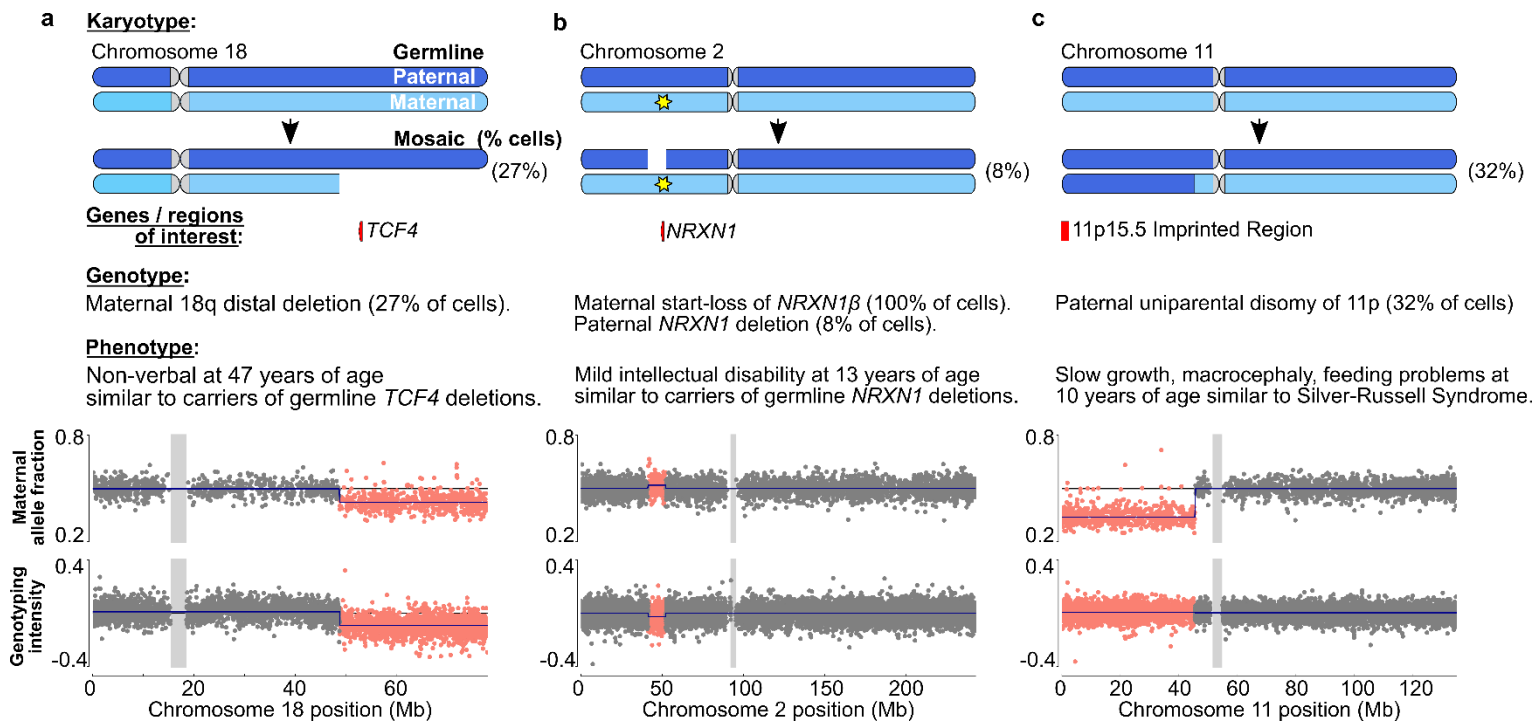 a
Karyotype:
Chromosome 18
Germline
Paternal
Maternal
Mosaic (% cells)
(27%)
Genes / regions
of interest:
TCF4
Genotype:
Maternal 18q distal deletion (27% of cells).
Phenotype:
Non-verbal at 47 years of age
similar to carriers of germline TCF4 deletions.
Maternal
allele fraction
0.8
0.2
Genotyping
intensity
0.4
-0.4
0 20 40 60
Chromosome 18 position (Mb)
b
Chromosome 2
(8%)
NRXN1
Maternal start-loss of NRXN1β (100% of cells).
Paternal NRXN1 deletion (8% of cells).
Mild intellectual disability at 13 years of age
similar to carriers of germline NRXN1 deletions.
0.8
0.2
0.4
-0.4
0 50 100 150 200
Chromosome 2 position (Mb)
c
Chromosome 11
(32%)
11p15.5 Imprinted Region
Paternal uniparental disomy of 11p (32% of cells)
Slow growth, macrocephaly, feeding problems at
10 years of age similar to Silver-Russell Syndrome.
0.8
0.2
0.4
-0.4
0 20 40 60 80 100 120
Chromosome 11 position (Mb)